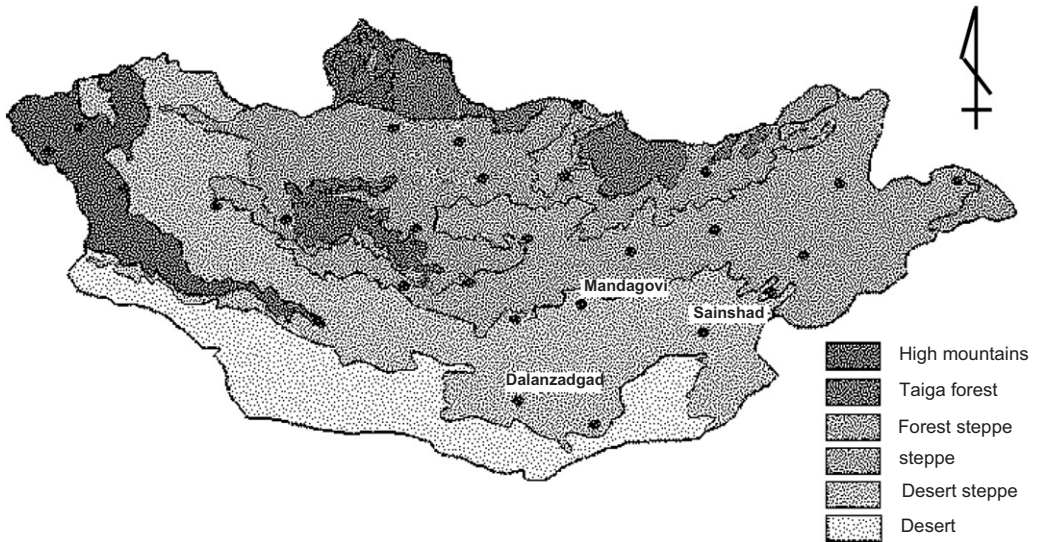 Mandagovi
Sainshad
Dalanzadgad
High mountains
Taiga forest
Forest steppe
steppe
Desert steppe
Desert